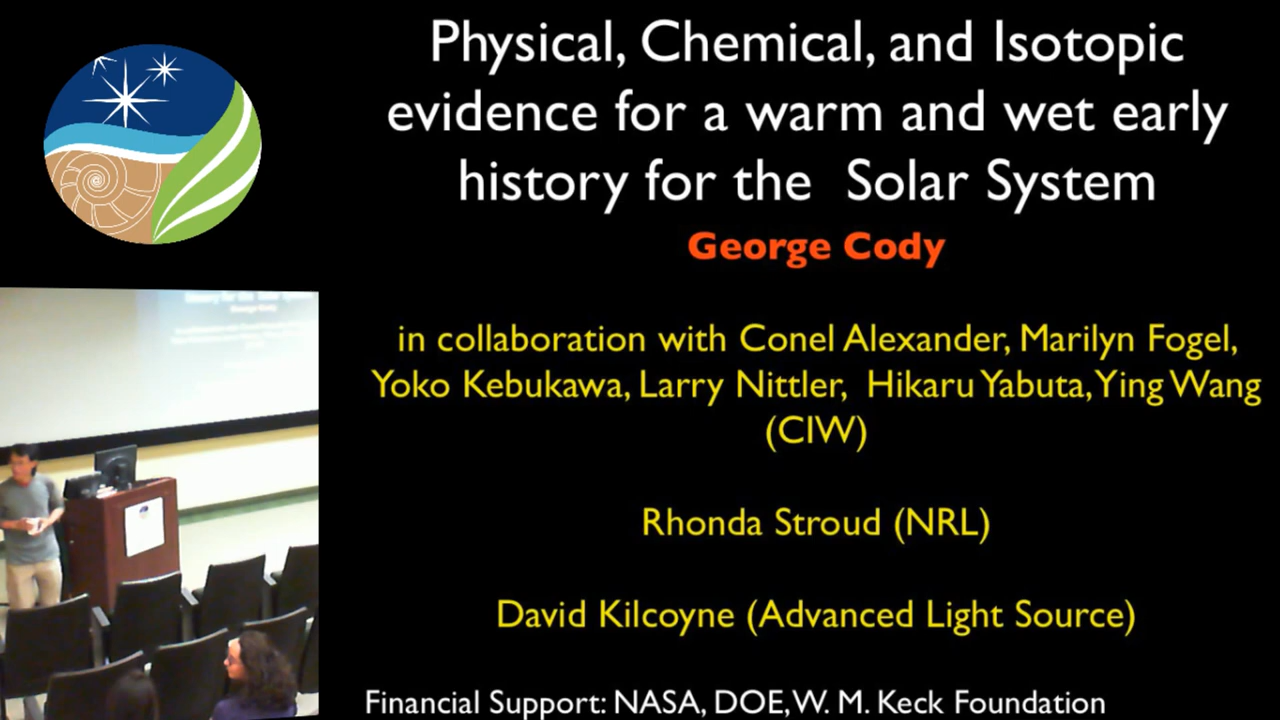 Physical, Chemical, and Isotopic
evidence for a warm and wet early
history for the Solar System
George Cody
in collaboration with Conel Alexander, Marilyn Fogel,
Yoko Kebukawa, Larry Nittler, Hikaru Yabuta, Ying Wang
(CIW)
Rhonda Stroud (NRL)
David Kilcoyne (Advanced Light Source)
Financial Support: NASA, DOE, W. M. Keck Foundation